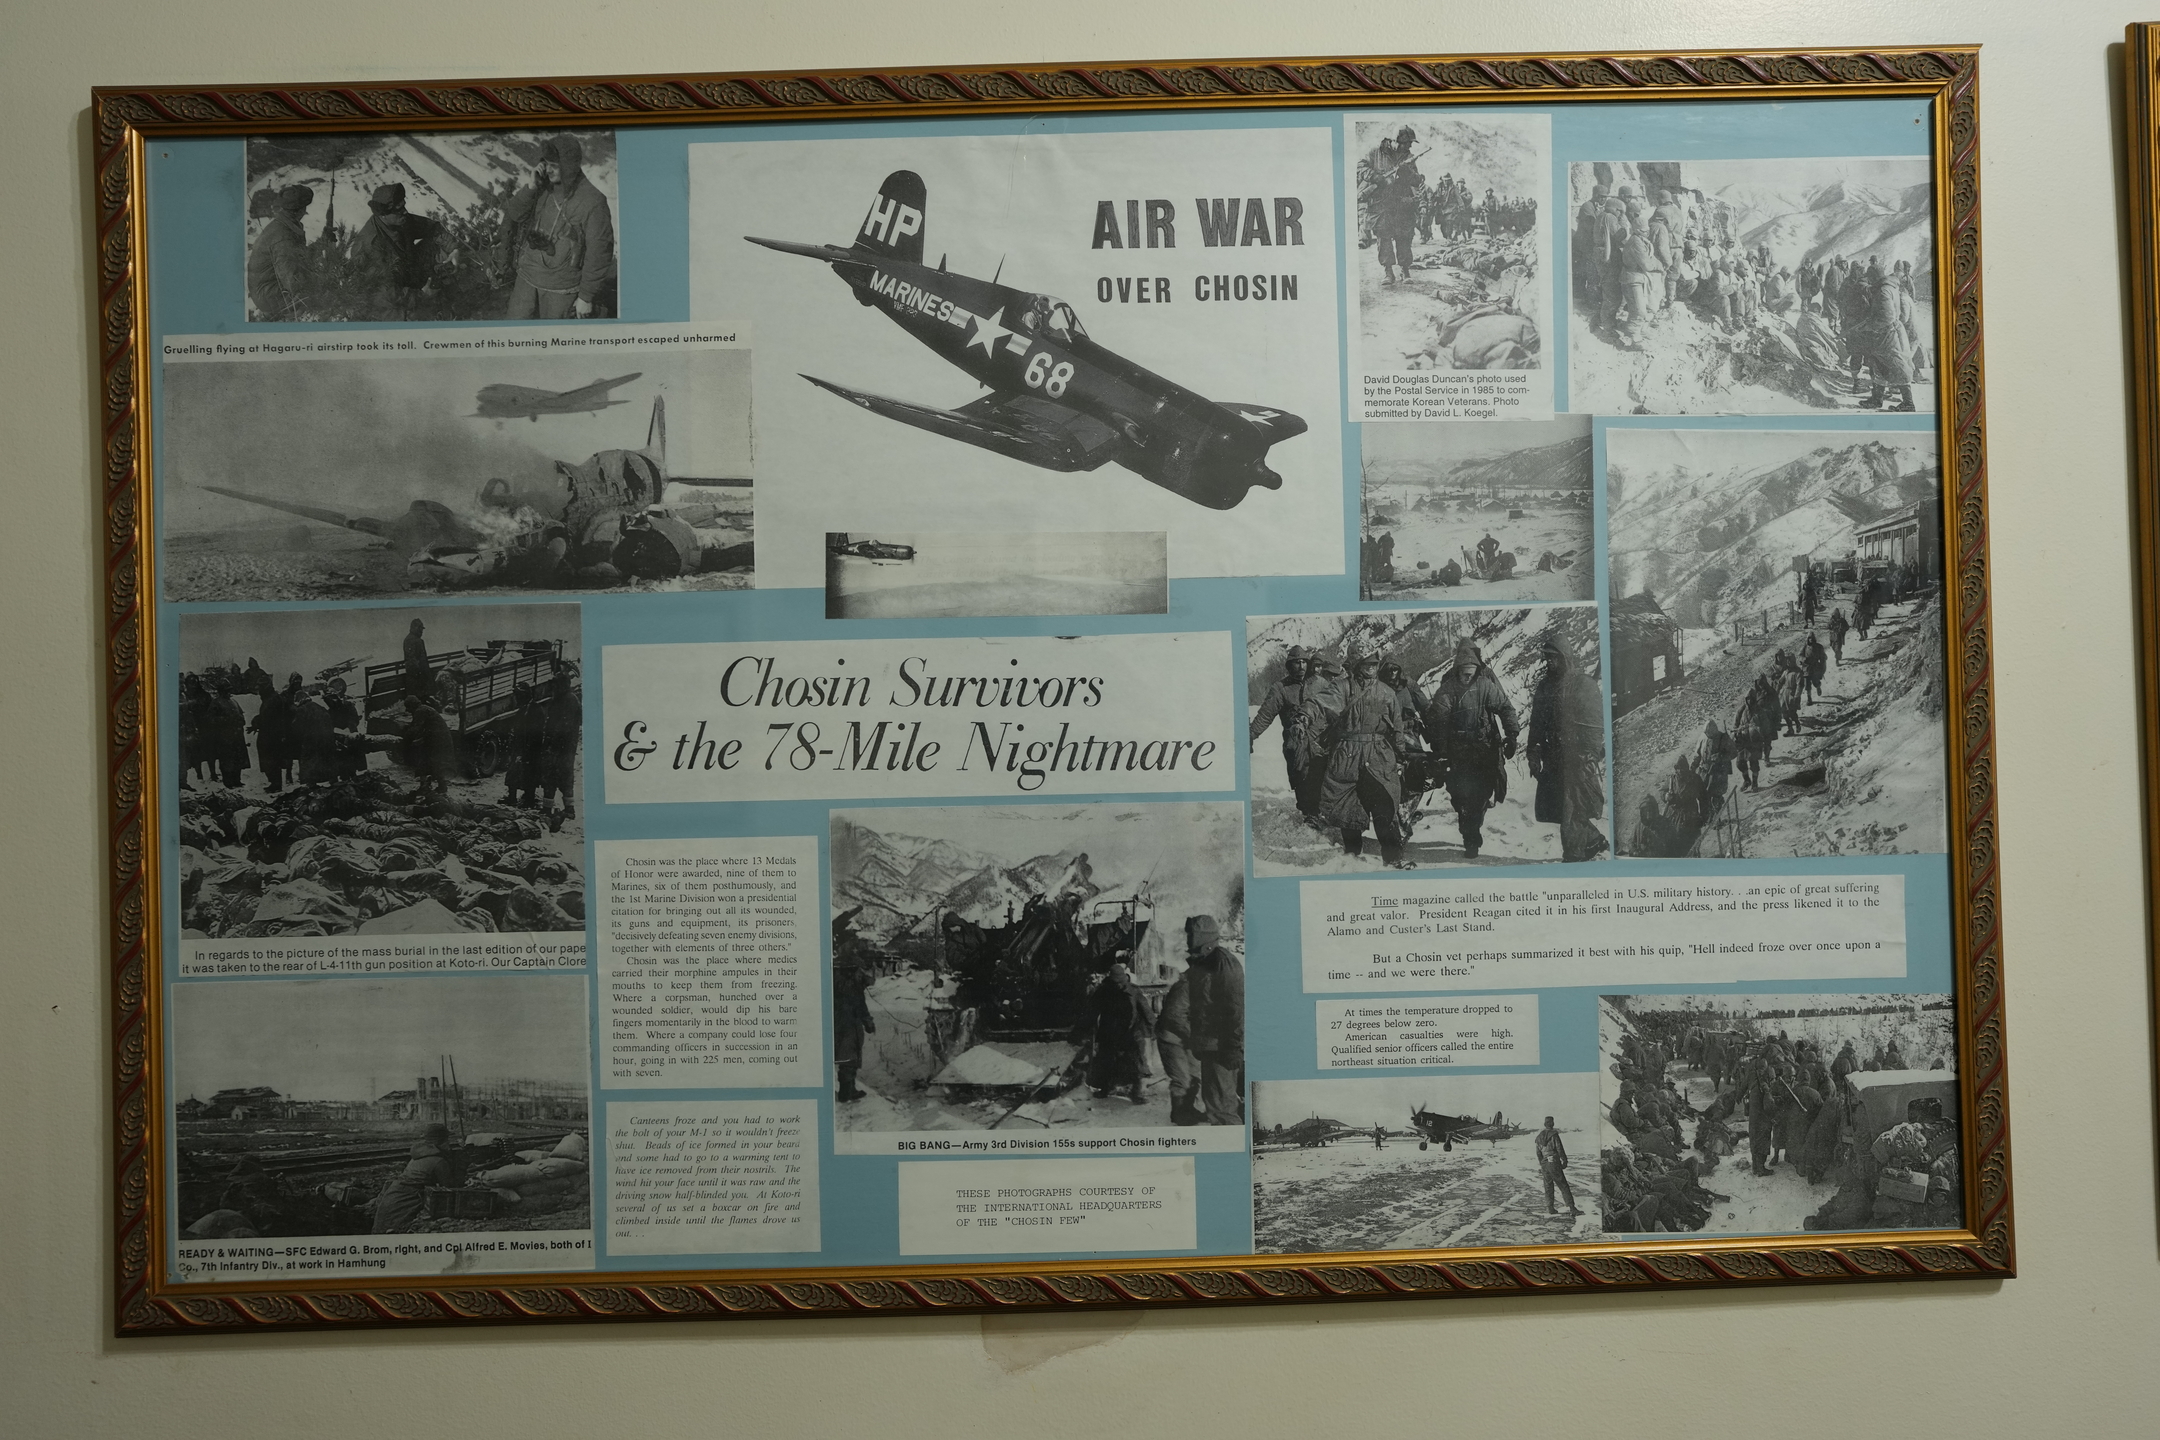 Gruelling flying at Hagaru-ri airstirp took its toll. Crewmen of this burning Marine transport escaped unharmed
HP
MARINES
68
AIR WAR
OVER CHOSIN
David Douglas Duncan's photo used
by the Postal Service in 1985 to com-
memorate Korean Veterans. Photo
submitted by David L. Koegel.
Chosin Survivors
& the 78-Mile Nightmare
In regards to the picture of the mass burial in the last edition of our pape
it was taken to the rear of L-4-11th gun position at Koto-ri. Our Captain Clore
READY & WAITING—SFC Edward G. Brom, right, and Cpl Alfred E. Movies, both of I
Co., 7th Infantry Div., at work in Hamhung
Chosin was the place where 13 Medals
of Honor were awarded, nine of them to
Marines, six of them posthumously, and
the 1st Marine Division won a presidential
citation for bringing out all its wounded,
its guns and equipment, its prisoners,
"decisively defeating seven enemy divisions,
together with elements of three others."
Chosin was the place where medics
carried their morphine ampules in their
mouths to keep them from freezing.
Where a corpsman, hunched over a
wounded soldier, would dip his bare
fingers momentarily in the blood to warm
them. Where a company could lose four
commanding officers in succession in an
hour, going in with 225 men, coming out
with seven.
Canteens froze and you had to work
the bolt of your M-1 so it wouldn't freeze
shut. Beads of ice formed in your beard
and some had to go to a warming tent to
have ice removed from their nostrils. The
wind hit your face until it was raw and the
driving snow half-blinded you. At Koto-ri
several of us set a boxcar on fire and
climbed inside until the flames drove us
out. . .
BIG BANG—Army 3rd Division 155s support Chosin fighters
THESE PHOTOGRAPHS COURTESY OF
THE INTERNATIONAL HEADQUARTERS
OF THE "CHOSIN FEW"
Time magazine called the battle "unparalleled in U.S. military history. . .an epic of great suffering
and great valor. President Reagan cited it in his first Inaugural Address, and the press likened it to the
Alamo and Custer's Last Stand.
But a Chosin vet perhaps summarized it best with his quip, "Hell indeed froze over once upon a
time -- and we were there."
At times the temperature dropped to
27 degrees below zero.
American casualties were high.
Qualified senior officers called the entire
northeast situation critical.